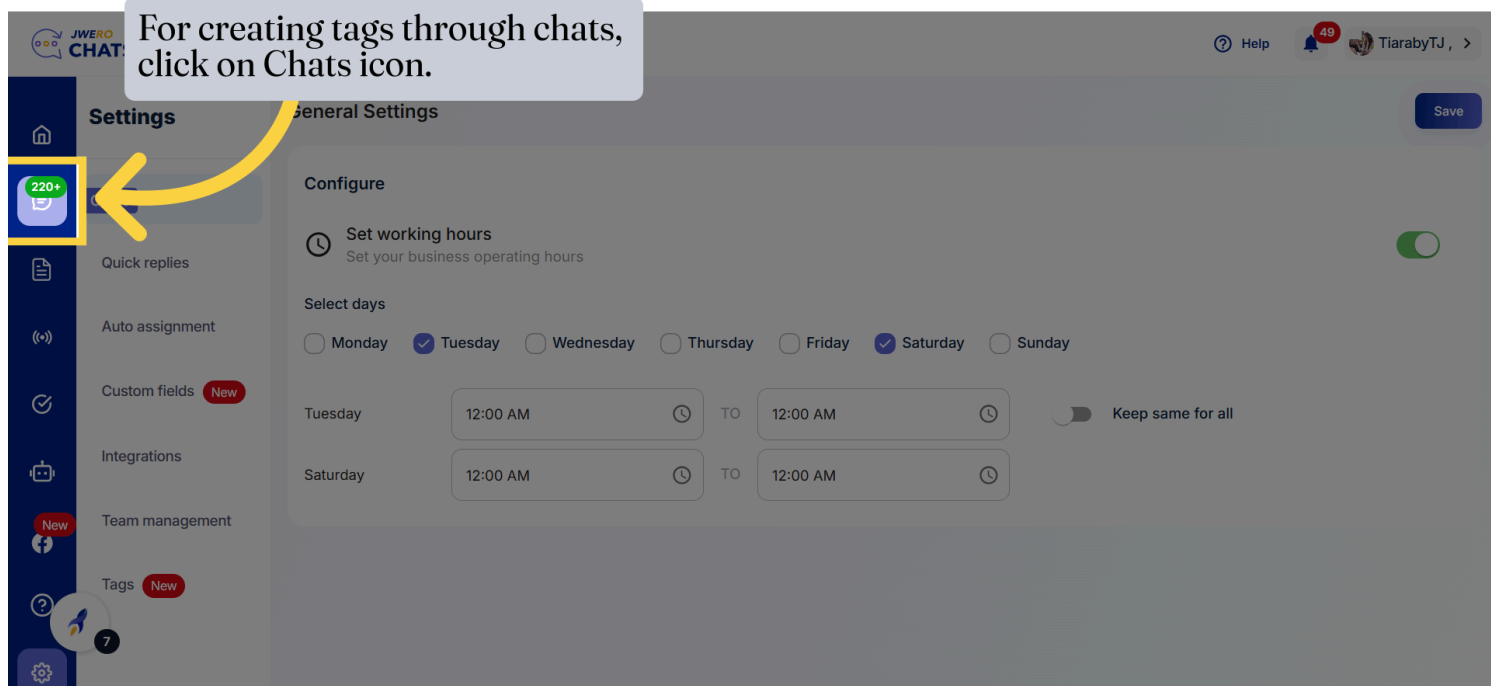 JWERO
For creating tags through chats,
click on Chats icon.
Help
49
TiarabyTJ ,
Settings
General Settings
Save
220+
Configure
Set working hours
Set your business operating hours
Quick replies
Select days
Auto assignment
Monday Tuesday Wednesday Thursday Friday Saturday Sunday
Custom fields New
Tuesday 12:00 AM TO 12:00 AM Keep same for all
Integrations
Saturday 12:00 AM TO 12:00 AM
New
Team management
Tags New
7